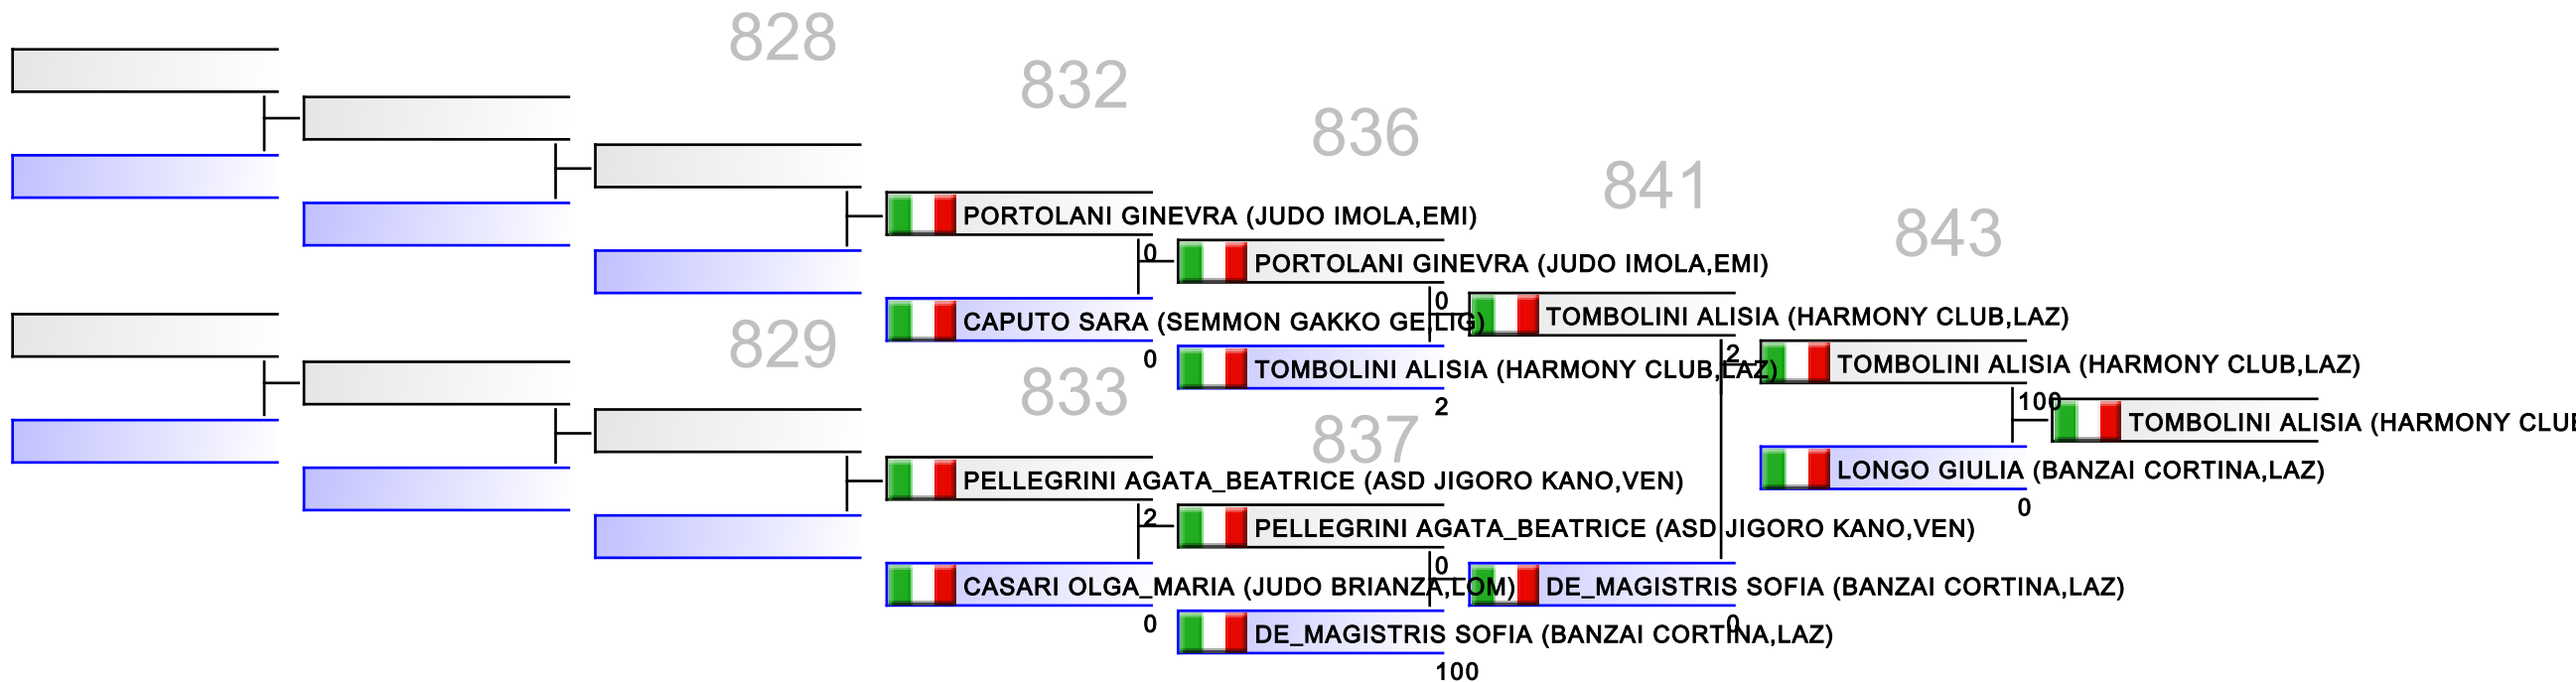 828
832
836
841
843
PORTOLANI GINEVRA (JUDO IMOLA,EMI)
0
PORTOLANI GINEVRA (JUDO IMOLA,EMI)
0
CAPUTO SARA (SEMMON GAKKO GE,LIG)
0
TOMBOLINI ALISIA (HARMONY CLUB,LAZ)
2
TOMBOLINI ALISIA (HARMONY CLUB,LAZ)
2
TOMBOLINI ALISIA (HARMONY CLUB,LAZ)
100
TOMBOLINI ALISIA (HARMONY CLUB
LONGO GIULIA (BANZAI CORTINA,LAZ)
0
829
833
837
PELLEGRINI AGATA_BEATRICE (ASD JIGORO KANO,VEN)
2
PELLEGRINI AGATA_BEATRICE (ASD JIGORO KANO,VEN)
0
CASARI OLGA_MARIA (JUDO BRIANZA,LOM)
0
DE_MAGISTRIS SOFIA (BANZAI CORTINA,LAZ)
0
DE_MAGISTRIS SOFIA (BANZAI CORTINA,LAZ)
100